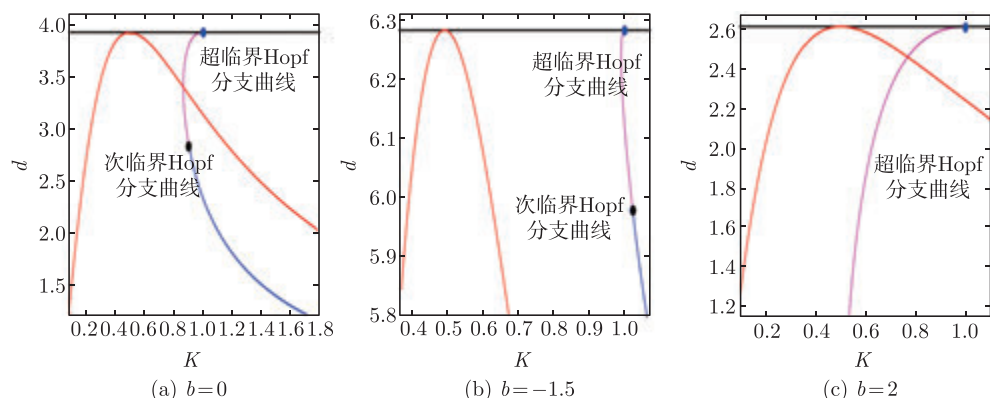 4.0
3.5
3.0
2.5
2.0
1.5
d
超临界Hopf
分支曲线
次临界Hopf
分支曲线
0.2 0.4 0.6 0.8 1.0 1.2 1.4 1.6 1.8
K
(a) b=0
6.3
6.2
6.1
6.0
5.9
5.8
d
超临界Hopf
分支曲线
次临界Hopf
分支曲线
0.4 0.5 0.6 0.7 0.8 0.9 1.0
K
(b) b=−1.5
2.6
2.4
2.2
2.0
1.8
1.6
1.4
1.2
d
超临界Hopf
分支曲线
0.2 0.4 0.6 0.8 1.0
K
(c) b=2